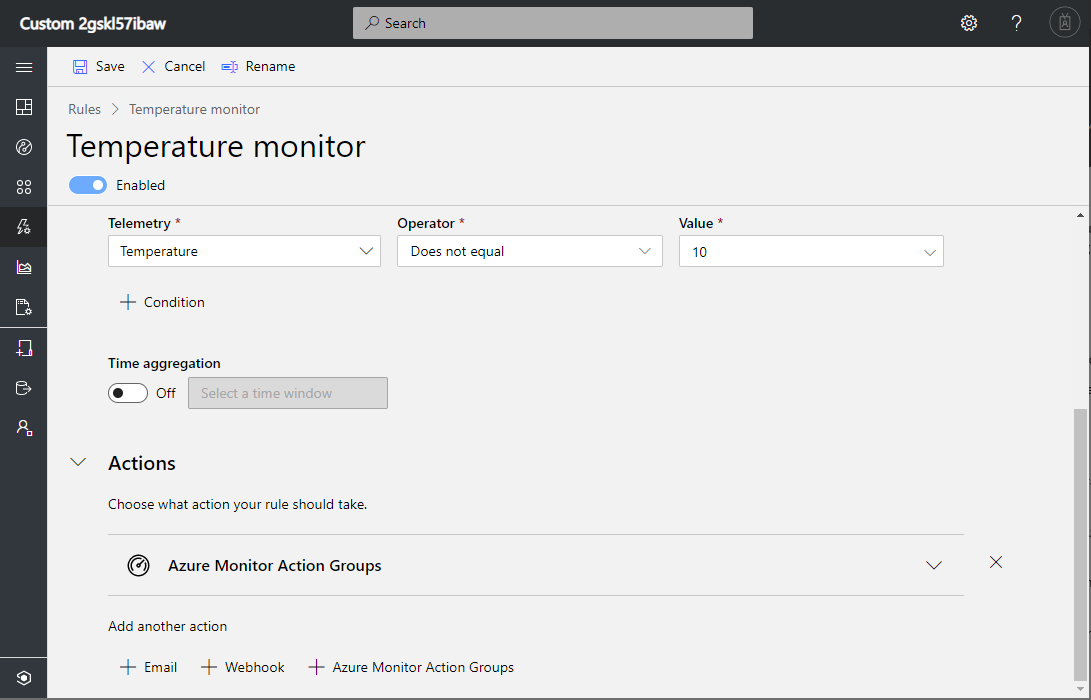 Custom 2gskl57ibaw
Search
?
Save Cancel Rename
Rules > Temperature monitor
Temperature monitor
Enabled
Telemetry * Operator * Value *
Temperature Does not equal 10
+ Condition
Time aggregation
Off Select a time window
Actions
Choose what action your rule should take.
Azure Monitor Action Groups
Add another action
+ Email + Webhook + Azure Monitor Action Groups